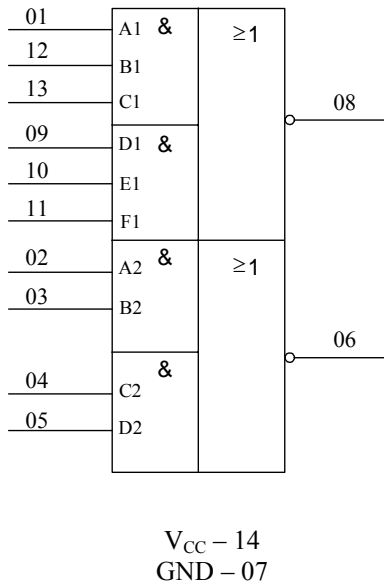 01 A1 & ≥1
12 B1
13 C1 08
09 D1 &
10 E1
11 F1
02 A2 & ≥1
03 B2
06
04 C2 &
05 D2
V_CC – 14
GND – 07